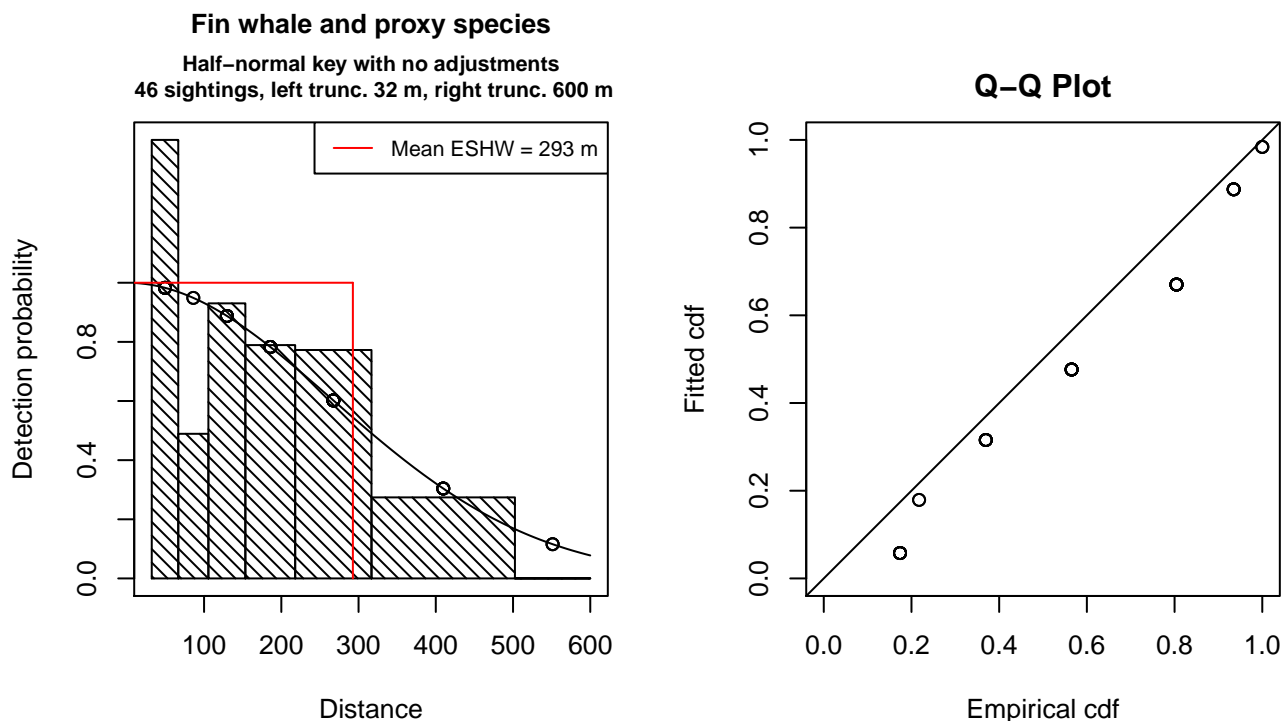 Fin whale and proxy species
Half−normal key with no adjustments
46 sightings, left trunc. 32 m, right trunc. 600 m
Mean ESHW = 293 m
Detection probability
0.8
0.4
0.0
100 200 300 400 500 600
Distance
Q−Q Plot
Fitted cdf
1.0
0.8
0.6
0.4
0.2
0.0
0.0 0.2 0.4 0.6 0.8 1.0
Empirical cdf